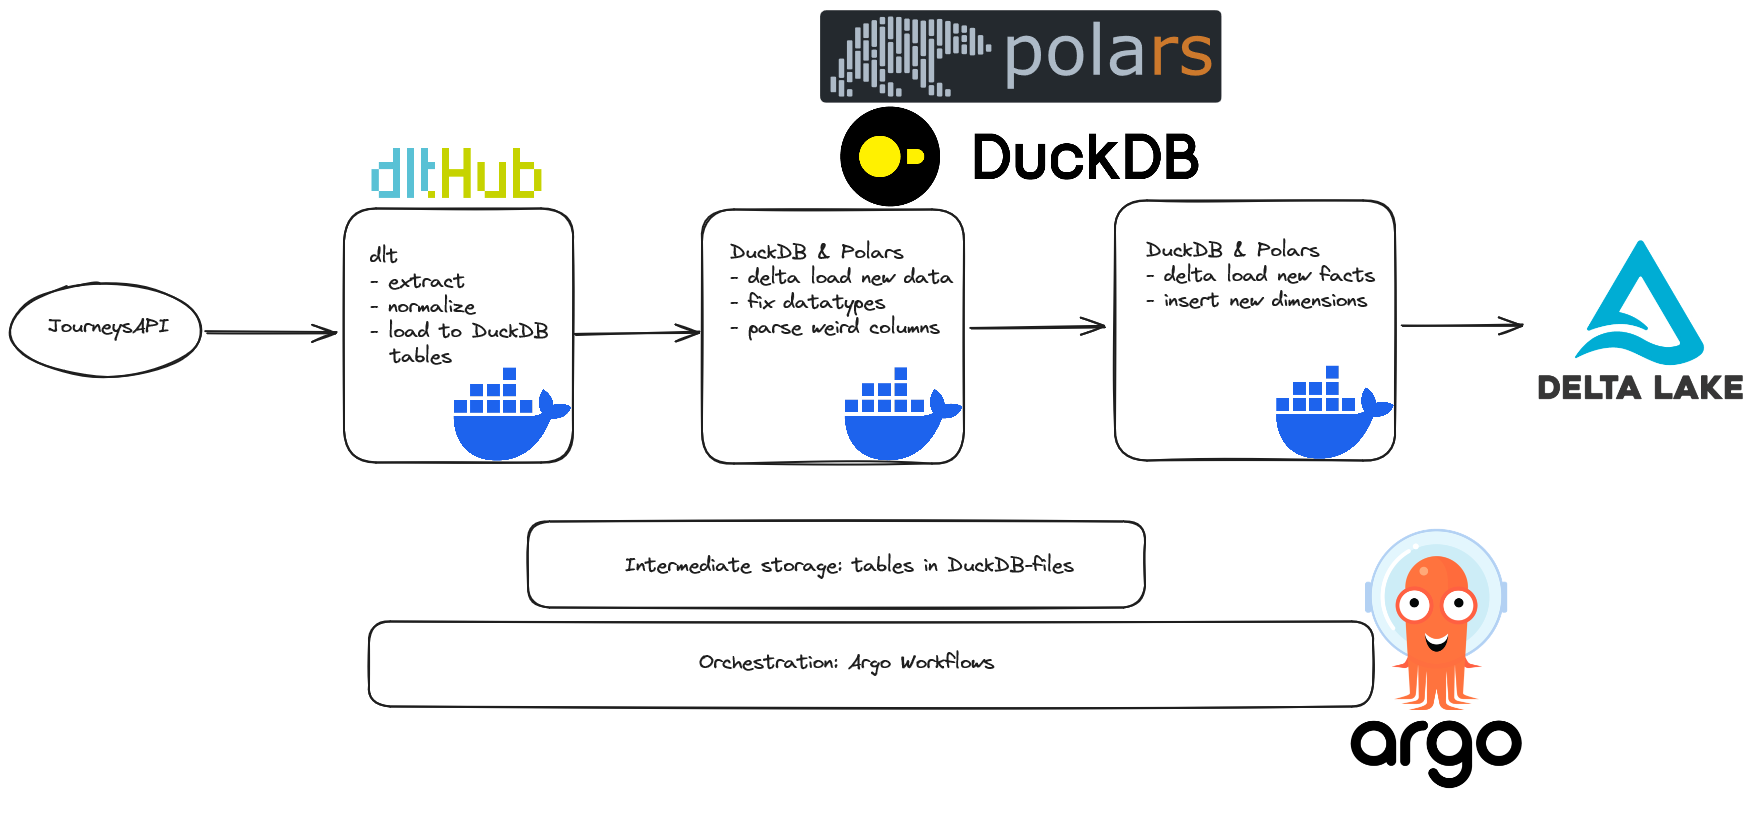 polars
DuckDB
dltHub
JourneysAPI
dlt
- extract
- normalize
- load to DuckDB
tables
DuckDB & Polars
- delta load new data
- fix datatypes
- parse weird columns
DuckDB & Polars
- delta load new facts
- insert new dimensions
DELTA LAKE
Intermediate storage: tables in DuckDB-files
Orchestration: Argo Workflows
argo